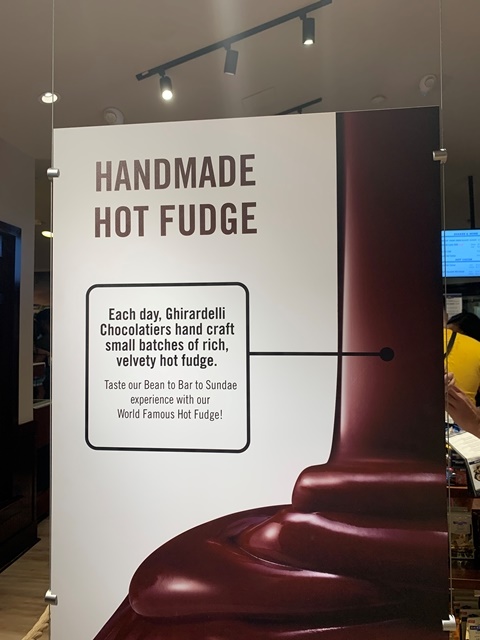 HANDMADE
HOT FUDGE
Each day, Ghirardelli
Chocolatiers hand craft
small batches of rich,
velvety hot fudge.
Taste our Bean to Bar to Sundae
experience with our
World Famous Hot Fudge!